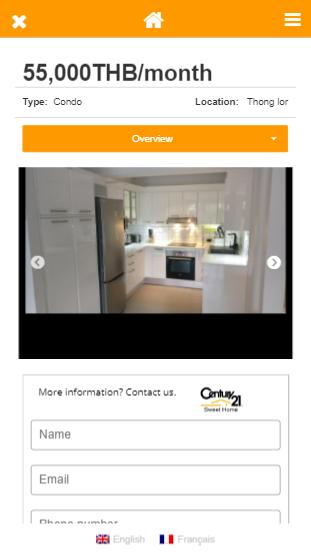 55,000THB/month
Type: Condo Location: Thong lor
Overview
More information? Contact us.
Century 21
Sweet Home
Name
Email
Phone number
English Français